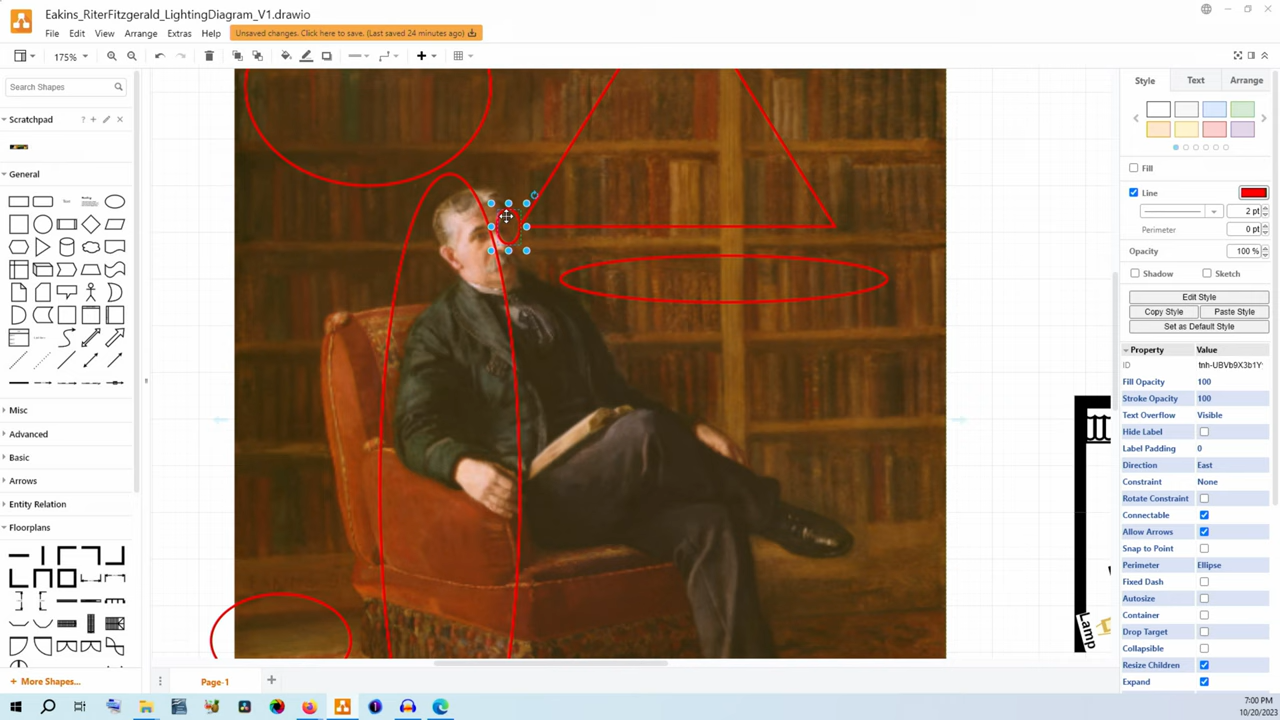 Eakins_RiterFitzgerald_LightingDiagram_V1.drawio
File Edit View Arrange Extras Help
Unsaved changes. Click here to save. (Last saved 24 minutes ago)
175%
Search Shapes
Scratchpad
?
General
Text
Misc
Advanced
Basic
Arrows
Entity Relation
Floorplans
+ More Shapes...
Lamp
Page-1
Style Text Arrange
Fill
Line
2 pt
Perimeter 0 pt
Opacity 100 %
Shadow Sketch
Edit Style
Copy Style Paste Style
Set as Default Style
Property Value
ID tnh-UBVb9X3b1Y
Fill Opacity 100
Stroke Opacity 100
Text Overflow Visible
Hide Label
Label Padding 0
Direction East
Constraint None
Rotate Constraint
Connectable
Allow Arrows
Snap to Point
Perimeter Ellipse
Fixed Dash
Autosize
Container
Drop Target
Collapsible
Resize Children
Expand
7:00 PM
10/20/2023